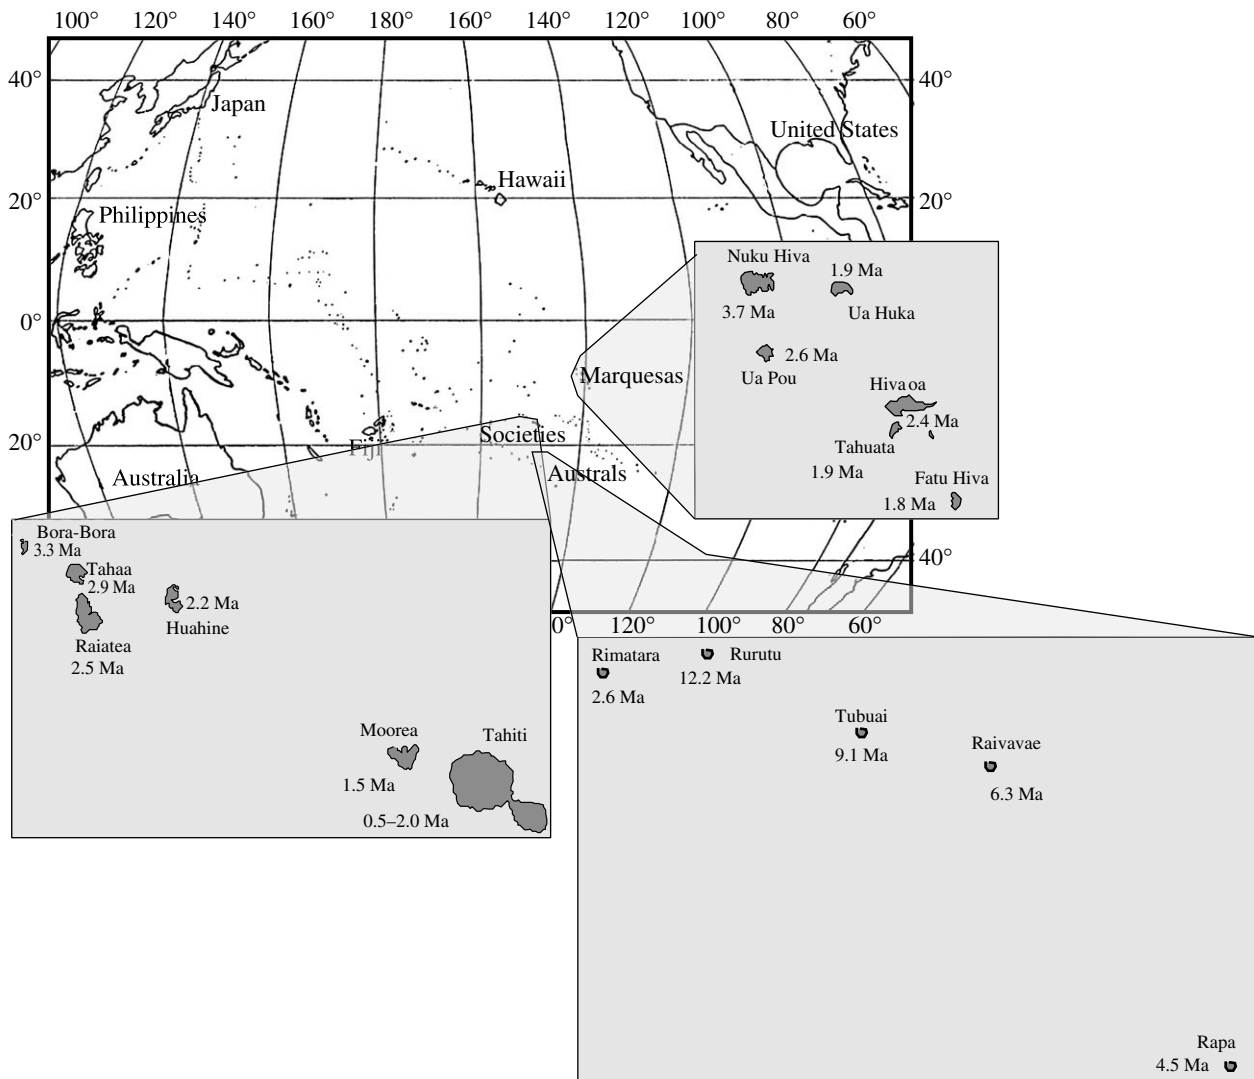 100° 120° 140° 160° 180° 160° 140° 120° 100° 80° 60°
40° 40°
Japan
United States
Hawaii
20° 20°
Philippines
Nuku Hiva
1.9 Ma
3.7 Ma
Ua Huka
0°
2.6 Ma
Ua Pou
Marquesas
Hivaoa
2.4 Ma
Tahuata
1.9 Ma
Fatu Hiva
1.8 Ma
Societies
20°
Fiji
Australs
Australia
40°
Bora-Bora
3.3 Ma
Tahaa
2.9 Ma
2.2 Ma
Huahine
Raiatea
2.5 Ma
Moorea
Tahiti
1.5 Ma
0.5–2.0 Ma
0° 120° 100° 80° 60°
Rimatara
2.6 Ma
Rurutu
12.2 Ma
Tubuai
9.1 Ma
Raivavae
6.3 Ma
Rapa
4.5 Ma